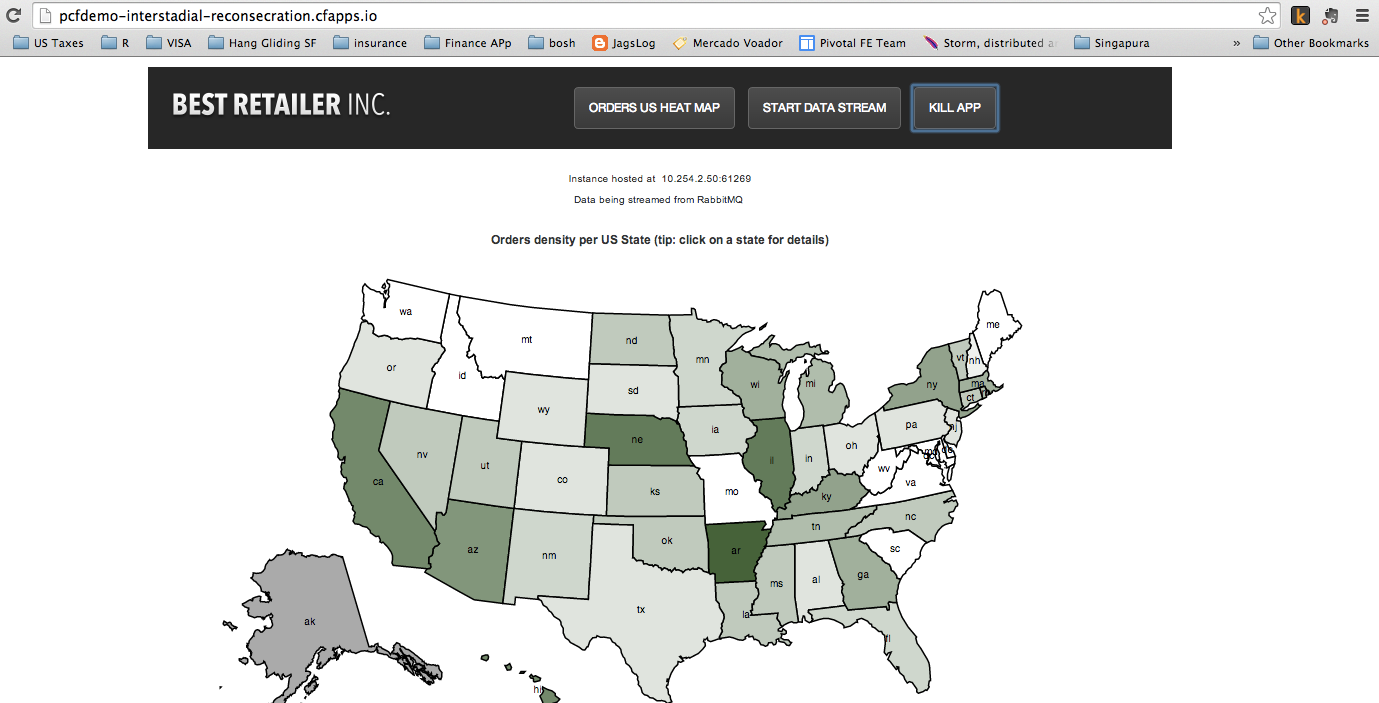 pcfdemo-interstadial-reconsecration.cfapps.io
US Taxes R VISA Hang Gliding SF insurance Finance APp bosh JagsLog Mercado Voador Pivotal FE Team Storm, distributed a Singapura » Other Bookmarks
BEST RETAILER INC. ORDERS US HEAT MAP START DATA STREAM KILL APP
Instance hosted at 10.254.2.50:61269
Data being streamed from RabbitMQ
Orders density per US State (tip: click on a state for details)
wa
me
mt
nd
mn
vt
nh
or
id
sd
wi
mi
ny
ma
wy
ct
ia
pa
nj
ne
oh
nv
ut
il
in
de
co
wv
va
ca
ks
mo
ky
nc
tn
az
nm
ok
ar
sc
ms
al
ga
tx
la
ak
fl
hi